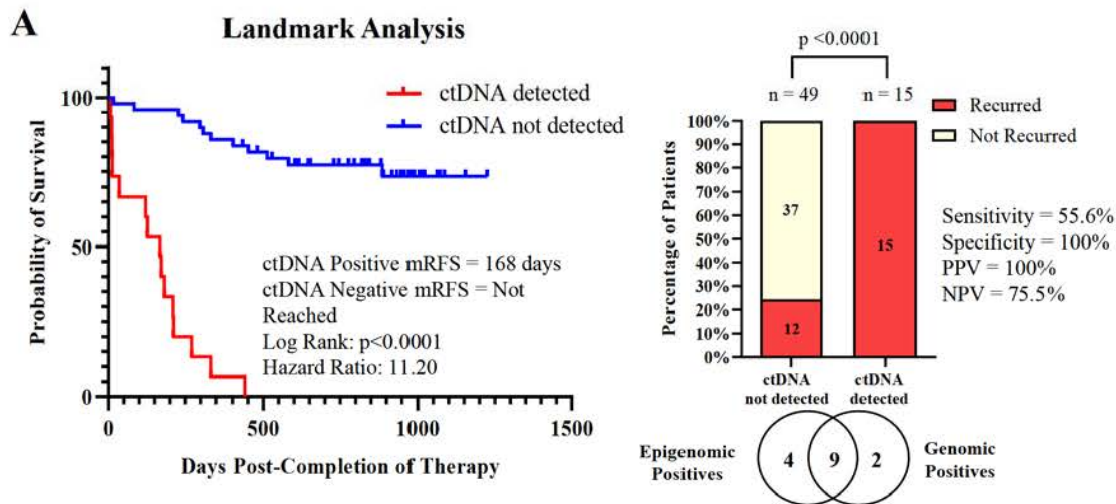 A
Landmark Analysis
ctDNA detected
ctDNA not detected
100
50
0
Probability of Survival
ctDNA Positive mRFS = 168 days
ctDNA Negative mRFS = Not
Reached
Log Rank: p<0.0001
Hazard Ratio: 11.20
0
500
1000
1500
Days Post-Completion of Therapy
p <0.0001
n = 49
n = 15
Recurred
Not Recurred
100%
90%
80%
70%
60%
50%
40%
30%
20%
10%
0%
Percentage of Patients
37
12
15
Sensitivity = 55.6%
Specificity = 100%
PPV = 100%
NPV = 75.5%
ctDNA
not detected
ctDNA
detected
Epigenomic
Positives
4
9
2
Genomic
Positives